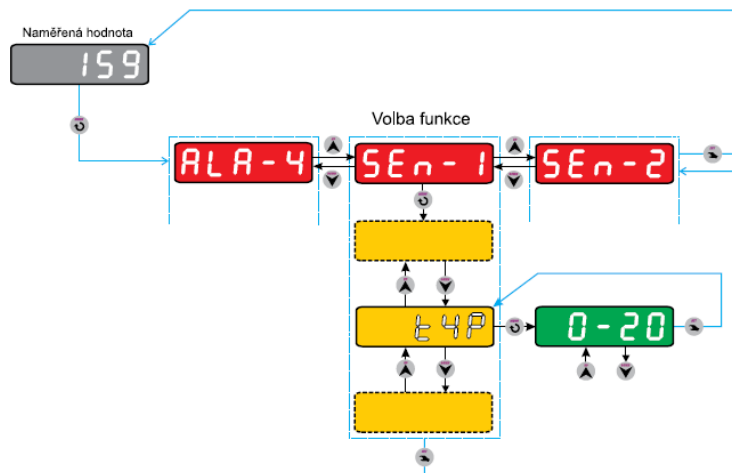 Naměřená hodnota
159
Volba funkce
ALA-4
SEn-1
SEn-2
tYP
0-20